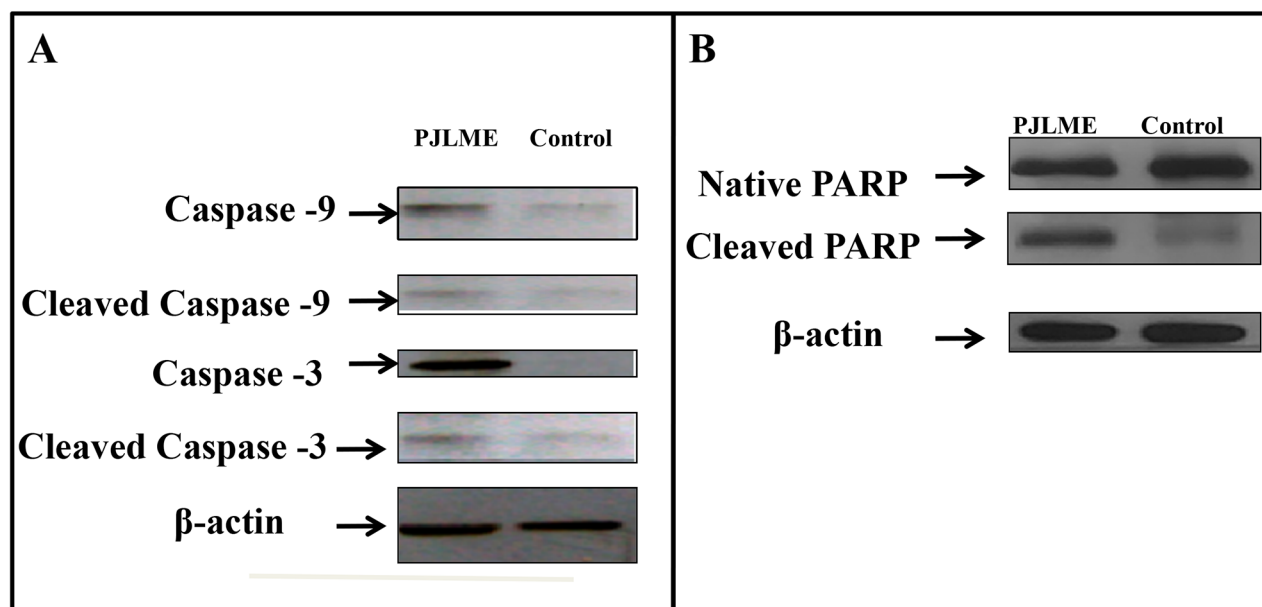 A
PJLME Control
Caspase -9
Cleaved Caspase -9
Caspase -3
Cleaved Caspase -3
β-actin
B
PJLME Control
Native PARP
Cleaved PARP
β-actin